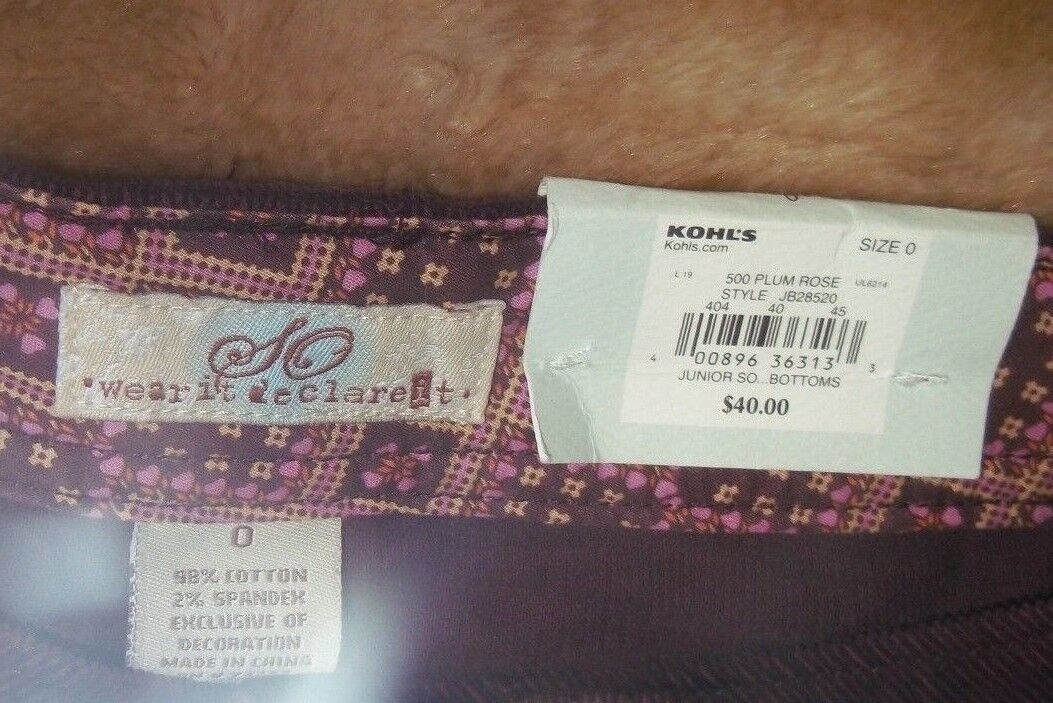 SO
"wear it declare it.
0
98% COTTON
2% SPANDEX
EXCLUSIVE OF
DECORATION
MADE IN CHINA
KOHL'S
Kohls.com
SIZE 0
L 19 500 PLUM ROSE UL6214
STYLE JB28520
404 40 45
4 00896 36313 3
JUNIOR SO...BOTTOMS
$40.00